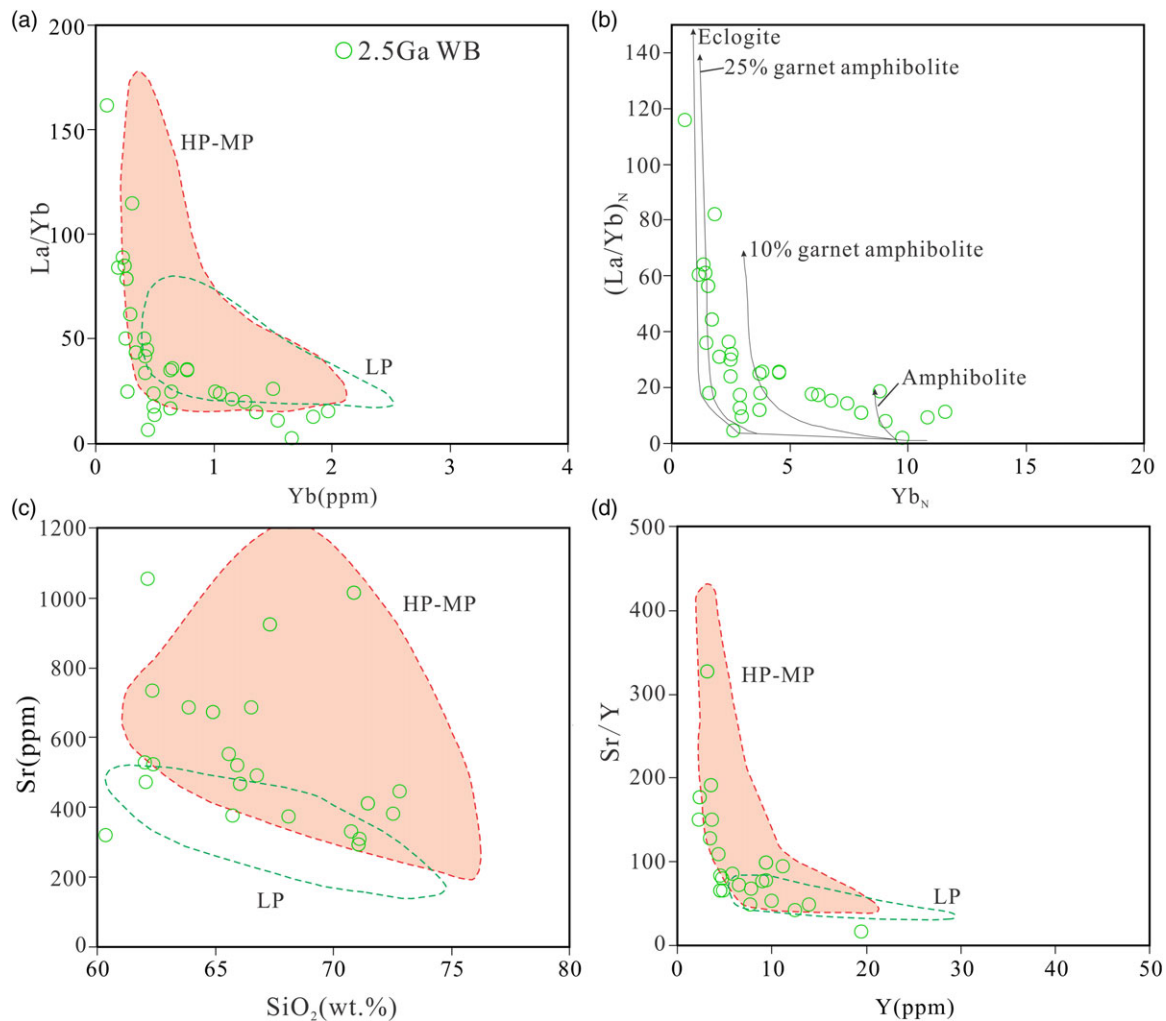 (a)
200
150
100
50
0
La/Yb
2.5Ga WB
HP-MP
LP
0 1 2 3 4
Yb(ppm)
(b)
140
120
100
80
60
40
20
0
(La/Yb)N
Eclogite
25% garnet amphibolite
10% garnet amphibolite
Amphibolite
0 5 10 15 20
YbN
(c)
1200
1000
800
600
400
200
0
Sr(ppm)
HP-MP
LP
60 65 70 75 80
SiO2(wt.%)
(d)
500
400
300
200
100
0
Sr/Y
HP-MP
LP
0 10 20 30 40 50
Y(ppm)